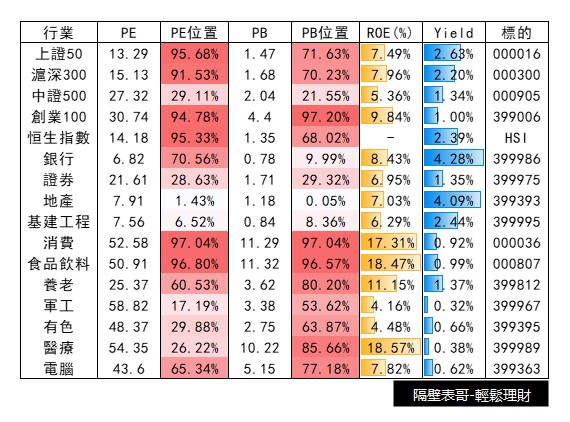 行業 PE PE位置 PB PB位置 ROE(%) Yield 標的
上證50 13.29 95.68% 1.47 71.63% 7.49% 2.63% 000016
滬深300 15.13 91.53% 1.68 70.23% 7.96% 2.20% 000300
中證500 27.32 29.11% 2.04 21.55% 5.36% 1.34% 000905
創業100 30.74 94.78% 4.4 97.20% 9.84% 1.00% 399006
恒生指數 14.18 95.33% 1.35 68.02% - 2.39% HSI
銀行 6.82 70.56% 0.78 9.99% 8.43% 4.28% 399986
證劵 21.61 28.63% 1.71 29.32% 6.95% 1.35% 399975
地產 7.91 1.43% 1.18 0.05% 7.03% 4.09% 399393
基建工程 7.56 6.52% 0.84 8.36% 6.29% 2.44% 399995
消費 52.58 97.04% 11.29 97.04% 17.31% 0.92% 000036
食品飲料 50.91 96.80% 11.32 96.57% 18.47% 0.99% 000807
養老 25.37 60.53% 3.62 80.20% 11.15% 1.37% 399812
軍工 58.82 17.19% 3.38 53.62% 4.16% 0.32% 399967
有色 48.37 29.88% 2.75 63.87% 4.48% 0.66% 399395
醫療 54.35 26.22% 10.22 85.66% 18.57% 0.38% 399989
電腦 43.6 65.34% 5.15 77.18% 7.82% 0.62% 399363
隔壁表哥-輕鬆理財